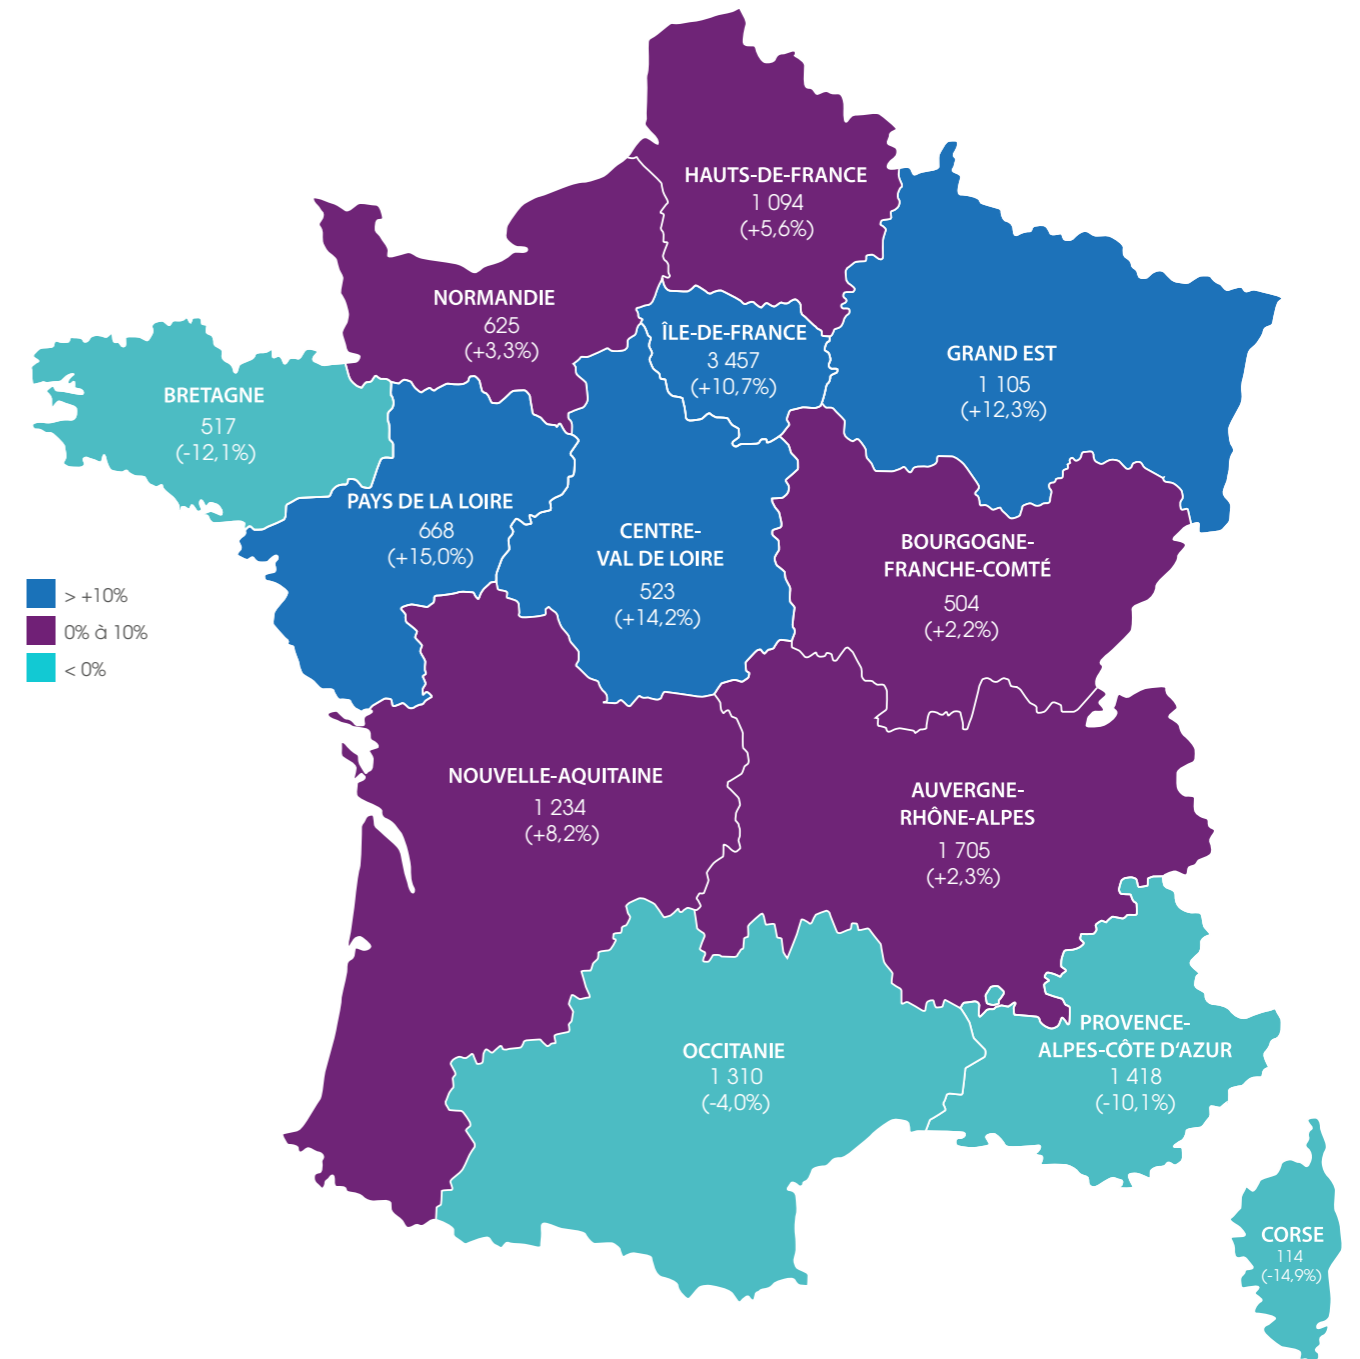 HAUTS-DE-FRANCE
1 094
(+5,6%)
NORMANDIE
625
(+3,3%)
ÎLE-DE-FRANCE
3 457
(+10,7%)
GRAND EST
1 105
(+12,3%)
BRETAGNE
517
(-12,1%)
PAYS DE LA LOIRE
668
(+15,0%)
CENTRE-
VAL DE LOIRE
523
(+14,2%)
BOURGOGNE-
FRANCHE-COMTÉ
504
(+2,2%)
> +10%
0% à 10%
< 0%
NOUVELLE-AQUITAINE
1 234
(+8,2%)
AUVERGNE-
RHÔNE-ALPES
1 705
(+2,3%)
OCCITANIE
1 310
(-4,0%)
PROVENCE-
ALPES-CÔTE D'AZUR
1 418
(-10,1%)
CORSE
114
(-14,9%)